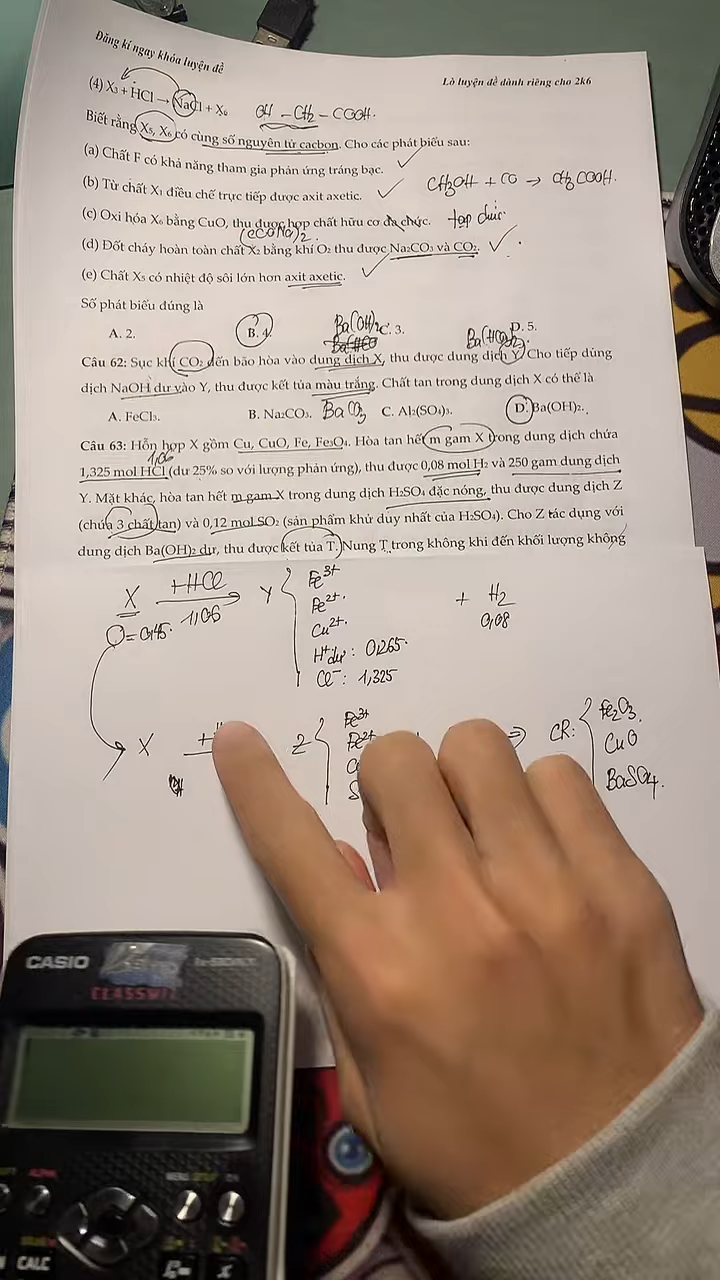 Đăng kí ngay khóa luyện đề
Lò luyện đề dành riêng cho 2k6
(4) X₃ + HCl → NaCl + X₆ OH – CH₂ – COOH.
Biết rằng X₅, X₆ có cùng số nguyên tử cacbon. Cho các phát biểu sau:
(a) Chất F có khả năng tham gia phản ứng tráng bạc.
(b) Từ chất X₁ điều chế trực tiếp được axit axetic. CH₃OH + CO → CH₃COOH.
(c) Oxi hóa X₆ bằng CuO, thu được hợp chất hữu cơ đa chức. tạp chức.
(d) Đốt cháy hoàn toàn chất X₂ bằng khí O₂ thu được Na₂CO₃ và CO₂.
(e) Chất X₅ có nhiệt độ sôi lớn hơn axit axetic.
Số phát biểu đúng là
A. 2. B. 4. C. 3. D. 5.
Ba(OH)₂
Câu 62: Sục khí CO₂ đến bão hòa vào dung dịch X, thu được dung dịch Y. Cho tiếp dùng
dịch NaOH dư vào Y, thu được kết tủa màu trắng. Chất tan trong dung dịch X có thể là
A. FeCl₃. B. Na₂CO₃. BaCO₃ C. Al₂(SO₄)₃. D. Ba(OH)₂.
Câu 63: Hỗn hợp X gồm Cu, CuO, Fe, Fe₃O₄. Hòa tan hết m gam X trong dung dịch chứa
1,06
1,325 mol HCl (dư 25% so với lượng phản ứng), thu được 0,08 mol H₂ và 250 gam dung dịch
Y. Mặt khác, hòa tan hết m gam X trong dung dịch H₂SO₄ đặc nóng, thu được dung dịch Z
(chứa 3 chất tan) và 0,12 mol SO₂ (sản phẩm khử duy nhất của H₂SO₄). Cho Z tác dụng với
dung dịch Ba(OH)₂ dư, thu được kết tủa T. Nung T trong không khí đến khối lượng không
X +HCl 1,06 Y
Fe³⁺
Fe²⁺.
Cu²⁺.
H⁺dư : 0,265.
Cl⁻ : 1,325
+ H₂
0,08
O = 0,45.
X
Z
Fe³⁺
Fe²⁺
CR:
Fe₂O₃.
CuO
BaSO₄.
CASIO
CLASSWIZ
ALPHA
MENU
CALC
x